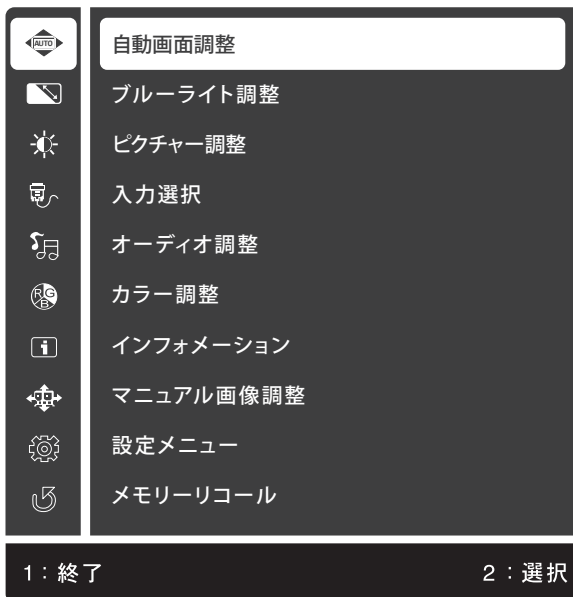 AUTO 自動画面調整
ブルーライト調整
ピクチャー調整
入力選択
オーディオ調整
R G B カラー調整
i インフォメーション
マニュアル画像調整
設定メニュー
メモリーリコール
1：終了 2：選択